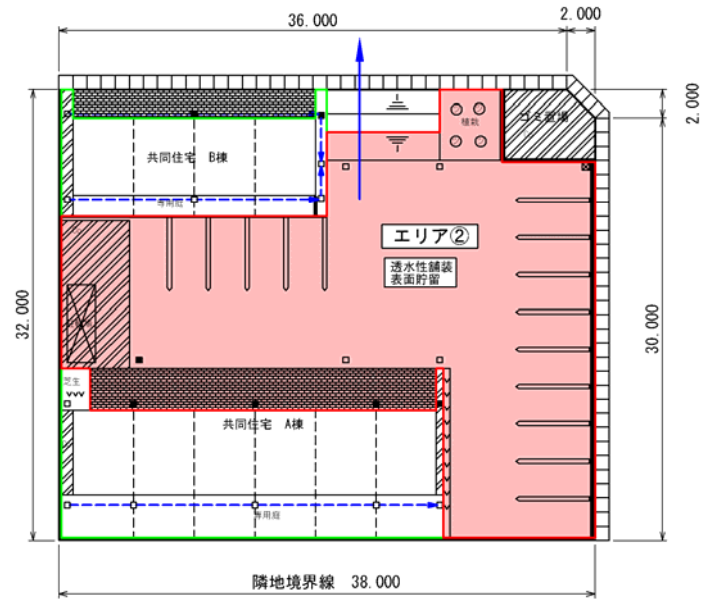 36.000
2.000
2.000
ゴミ置場
植栽
共同住宅 B棟
専用庭
エリア②
透水性舗装
表面貯留
32.000
30.000
芝生
共同住宅 A棟
専用庭
隣地境界線 38.000